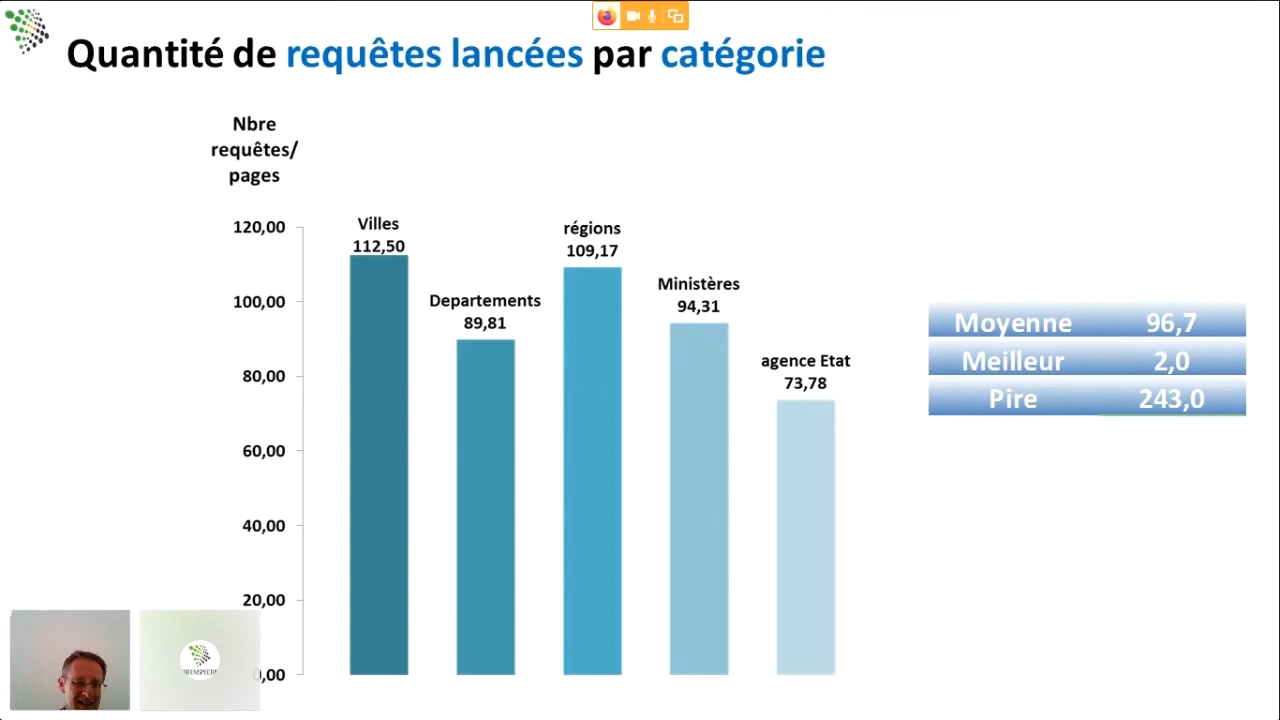 Quantité de requêtes lancées par catégorie
Nbre
requêtes/
pages
120,00
100,00
80,00
60,00
40,00
20,00
,00
Villes
112,50
Departements
89,81
régions
109,17
Ministères
94,31
agence Etat
73,78
Moyenne 96,7
Meilleur 2,0
Pire 243,0